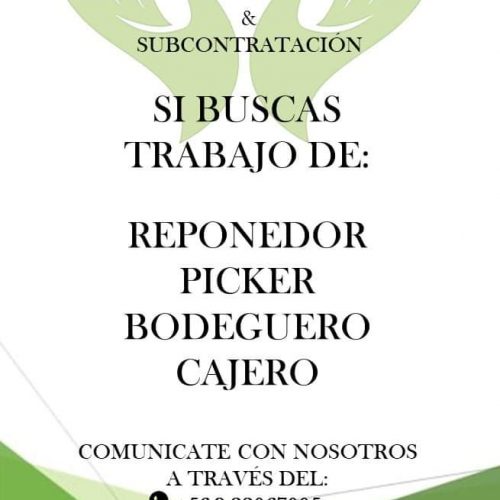 &
SUBCONTRATACIÓN
SI BUSCAS
TRABAJO DE:
REPONEDOR
PICKER
BODEGUERO
CAJERO
COMUNICATE CON NOSOTROS
A TRAVÉS DEL: